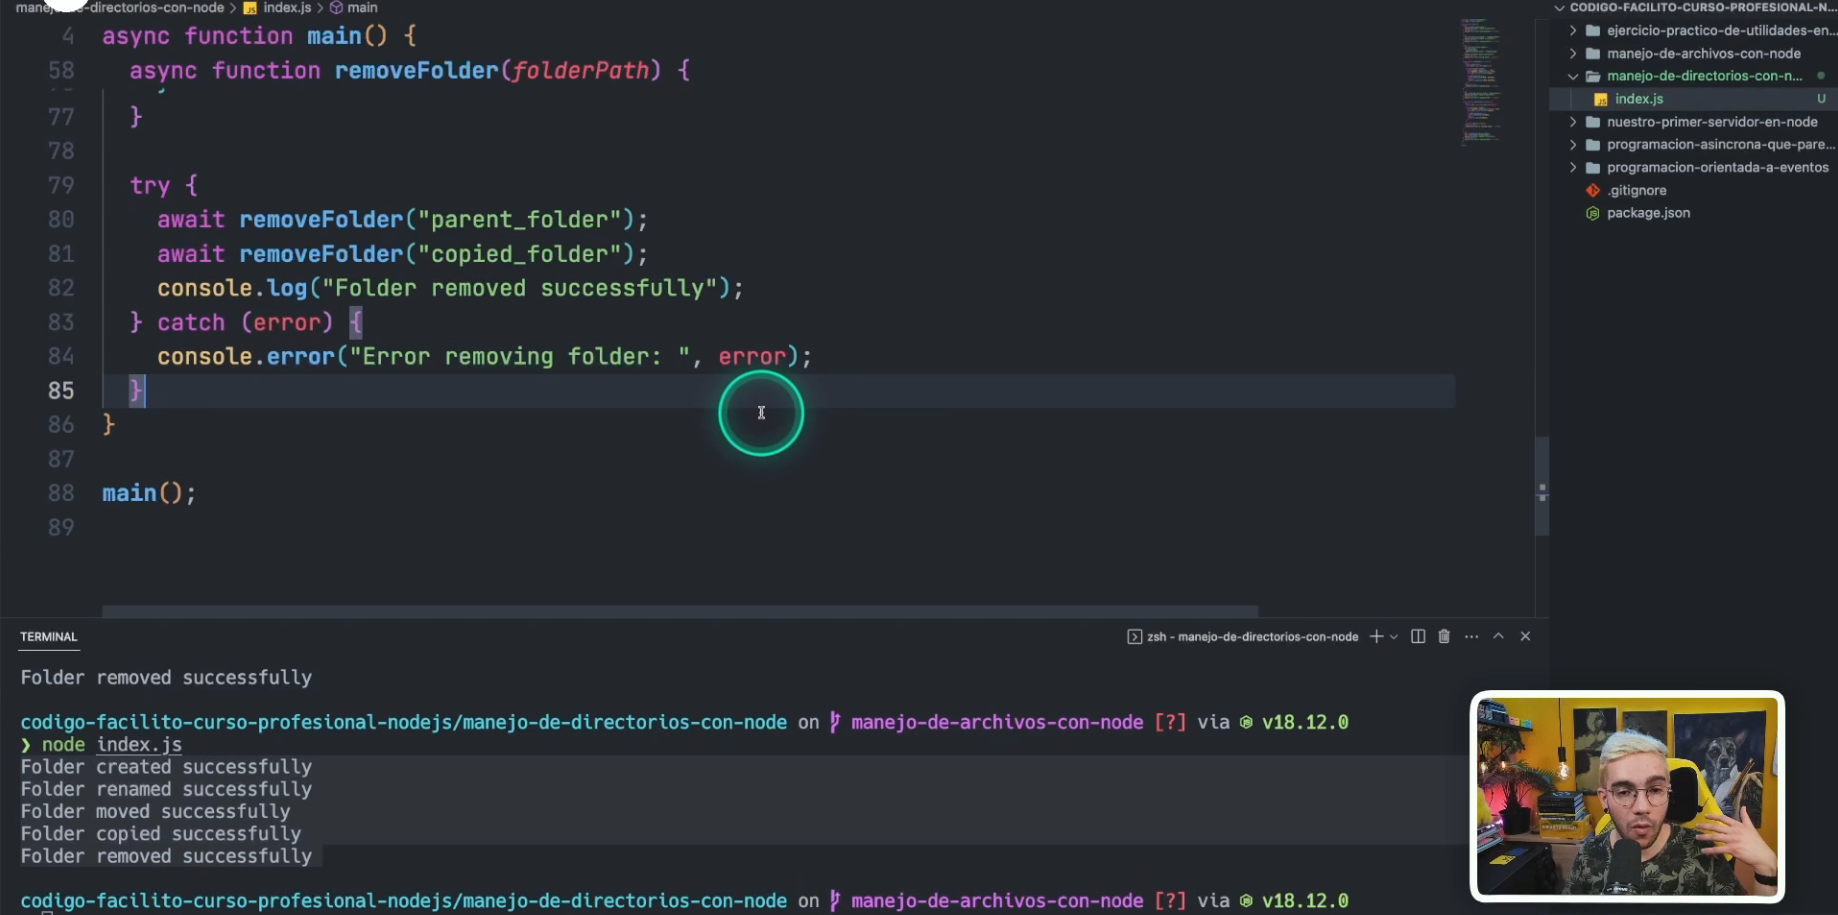 manejo-de-directorios-con-node > index.js > main
4 async function main() {
58 async function removeFolder(folderPath) {
77 }
78
79 try {
80 await removeFolder("parent_folder");
81 await removeFolder("copied_folder");
82 console.log("Folder removed successfully");
83 } catch (error) {
84 console.error("Error removing folder: ", error);
85 }
86 }
87
88 main();
89
CODIGO-FACILITO-CURSO-PROFESIONAL-N...
ejercicio-practico-de-utilidades-en...
manejo-de-archivos-con-node
manejo-de-directorios-con-n...
index.js U
nuestro-primer-servidor-en-node
programacion-asincrona-que-pare...
programacion-orientada-a-eventos
.gitignore
package.json
TERMINAL
zsh - manejo-de-directorios-con-node
Folder removed successfully
codigo-facilito-curso-profesional-nodejs/manejo-de-directorios-con-node on manejo-de-archivos-con-node [?] via v18.12.0
❯ node index.js
Folder created successfully
Folder renamed successfully
Folder moved successfully
Folder copied successfully
Folder removed successfully
codigo-facilito-curso-profesional-nodejs/manejo-de-directorios-con-node on manejo-de-archivos-con-node [?] via v18.12.0